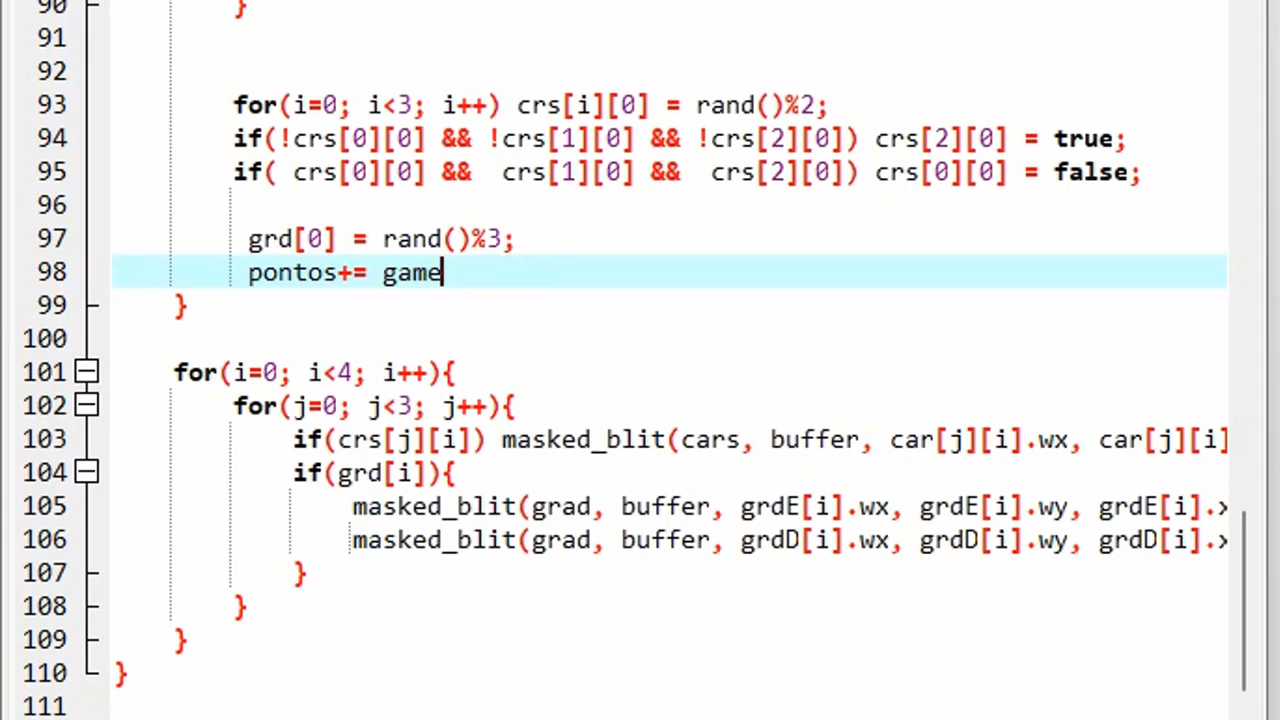 90 }
91
92
93 for(i=0; i<3; i++) crs[i][0] = rand()%2;
94 if(!crs[0][0] && !crs[1][0] && !crs[2][0]) crs[2][0] = true;
95 if( crs[0][0] &&  crs[1][0] &&  crs[2][0]) crs[0][0] = false;
96
97 grd[0] = rand()%3;
98 pontos+= game
99 }
100
101 for(i=0; i<4; i++){
102 for(j=0; j<3; j++){
103 if(crs[j][i]) masked_blit(cars, buffer, car[j][i].wx, car[j][i]
104 if(grd[i]){
105 masked_blit(grad, buffer, grdE[i].wx, grdE[i].wy, grdE[i].x
106 masked_blit(grad, buffer, grdD[i].wx, grdD[i].wy, grdD[i].x
107 }
108 }
109 }
110 }
111